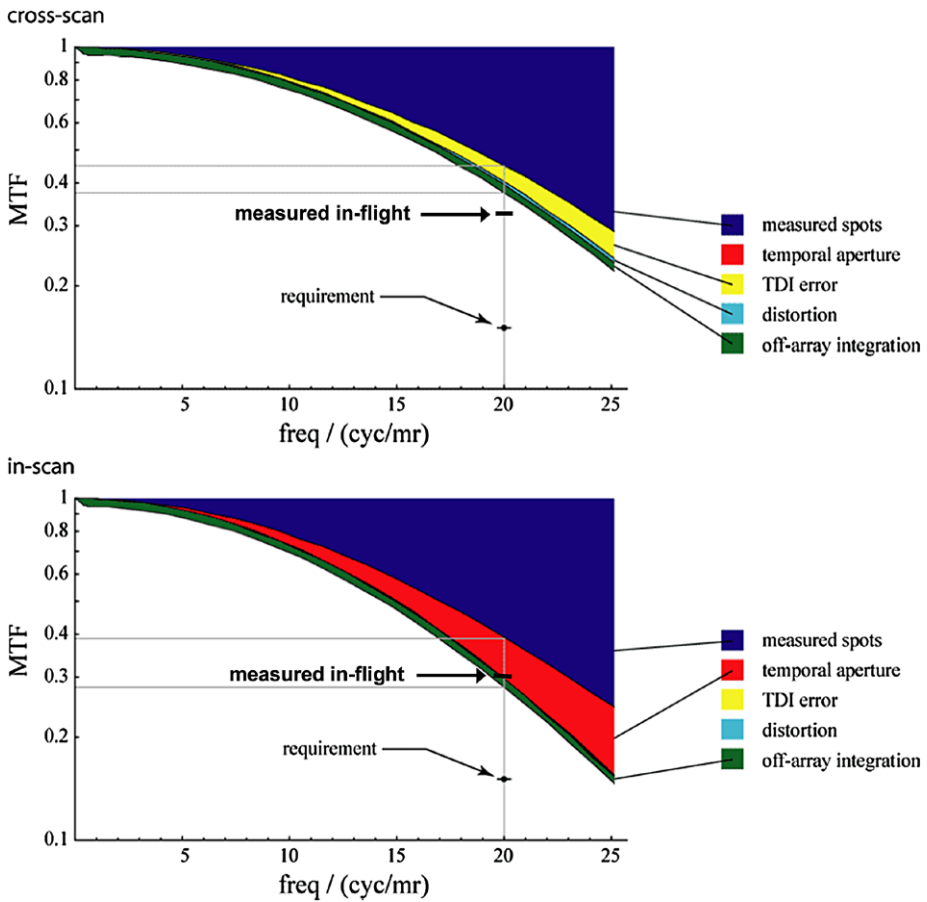 cross-scan
1
0.8
0.6
0.4
0.3
0.2
0.1
MTF
measured in-flight
requirement
5 10 15 20 25
freq / (cyc/mr)
measured spots
temporal aperture
TDI error
distortion
off-array integration
in-scan
1
0.8
0.6
0.4
0.3
0.2
0.1
MTF
measured in-flight
requirement
5 10 15 20 25
freq / (cyc/mr)
measured spots
temporal aperture
TDI error
distortion
off-array integration